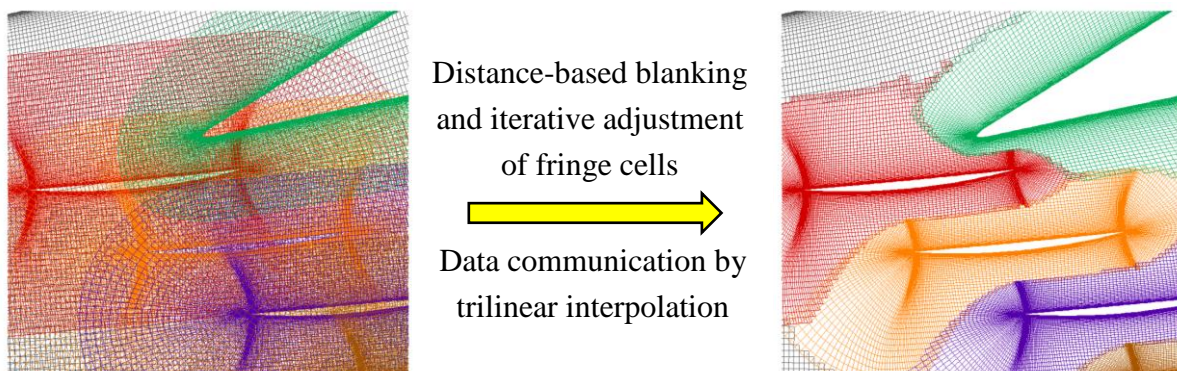 Distance-based blanking
and iterative adjustment
of fringe cells
Data communication by
trilinear interpolation